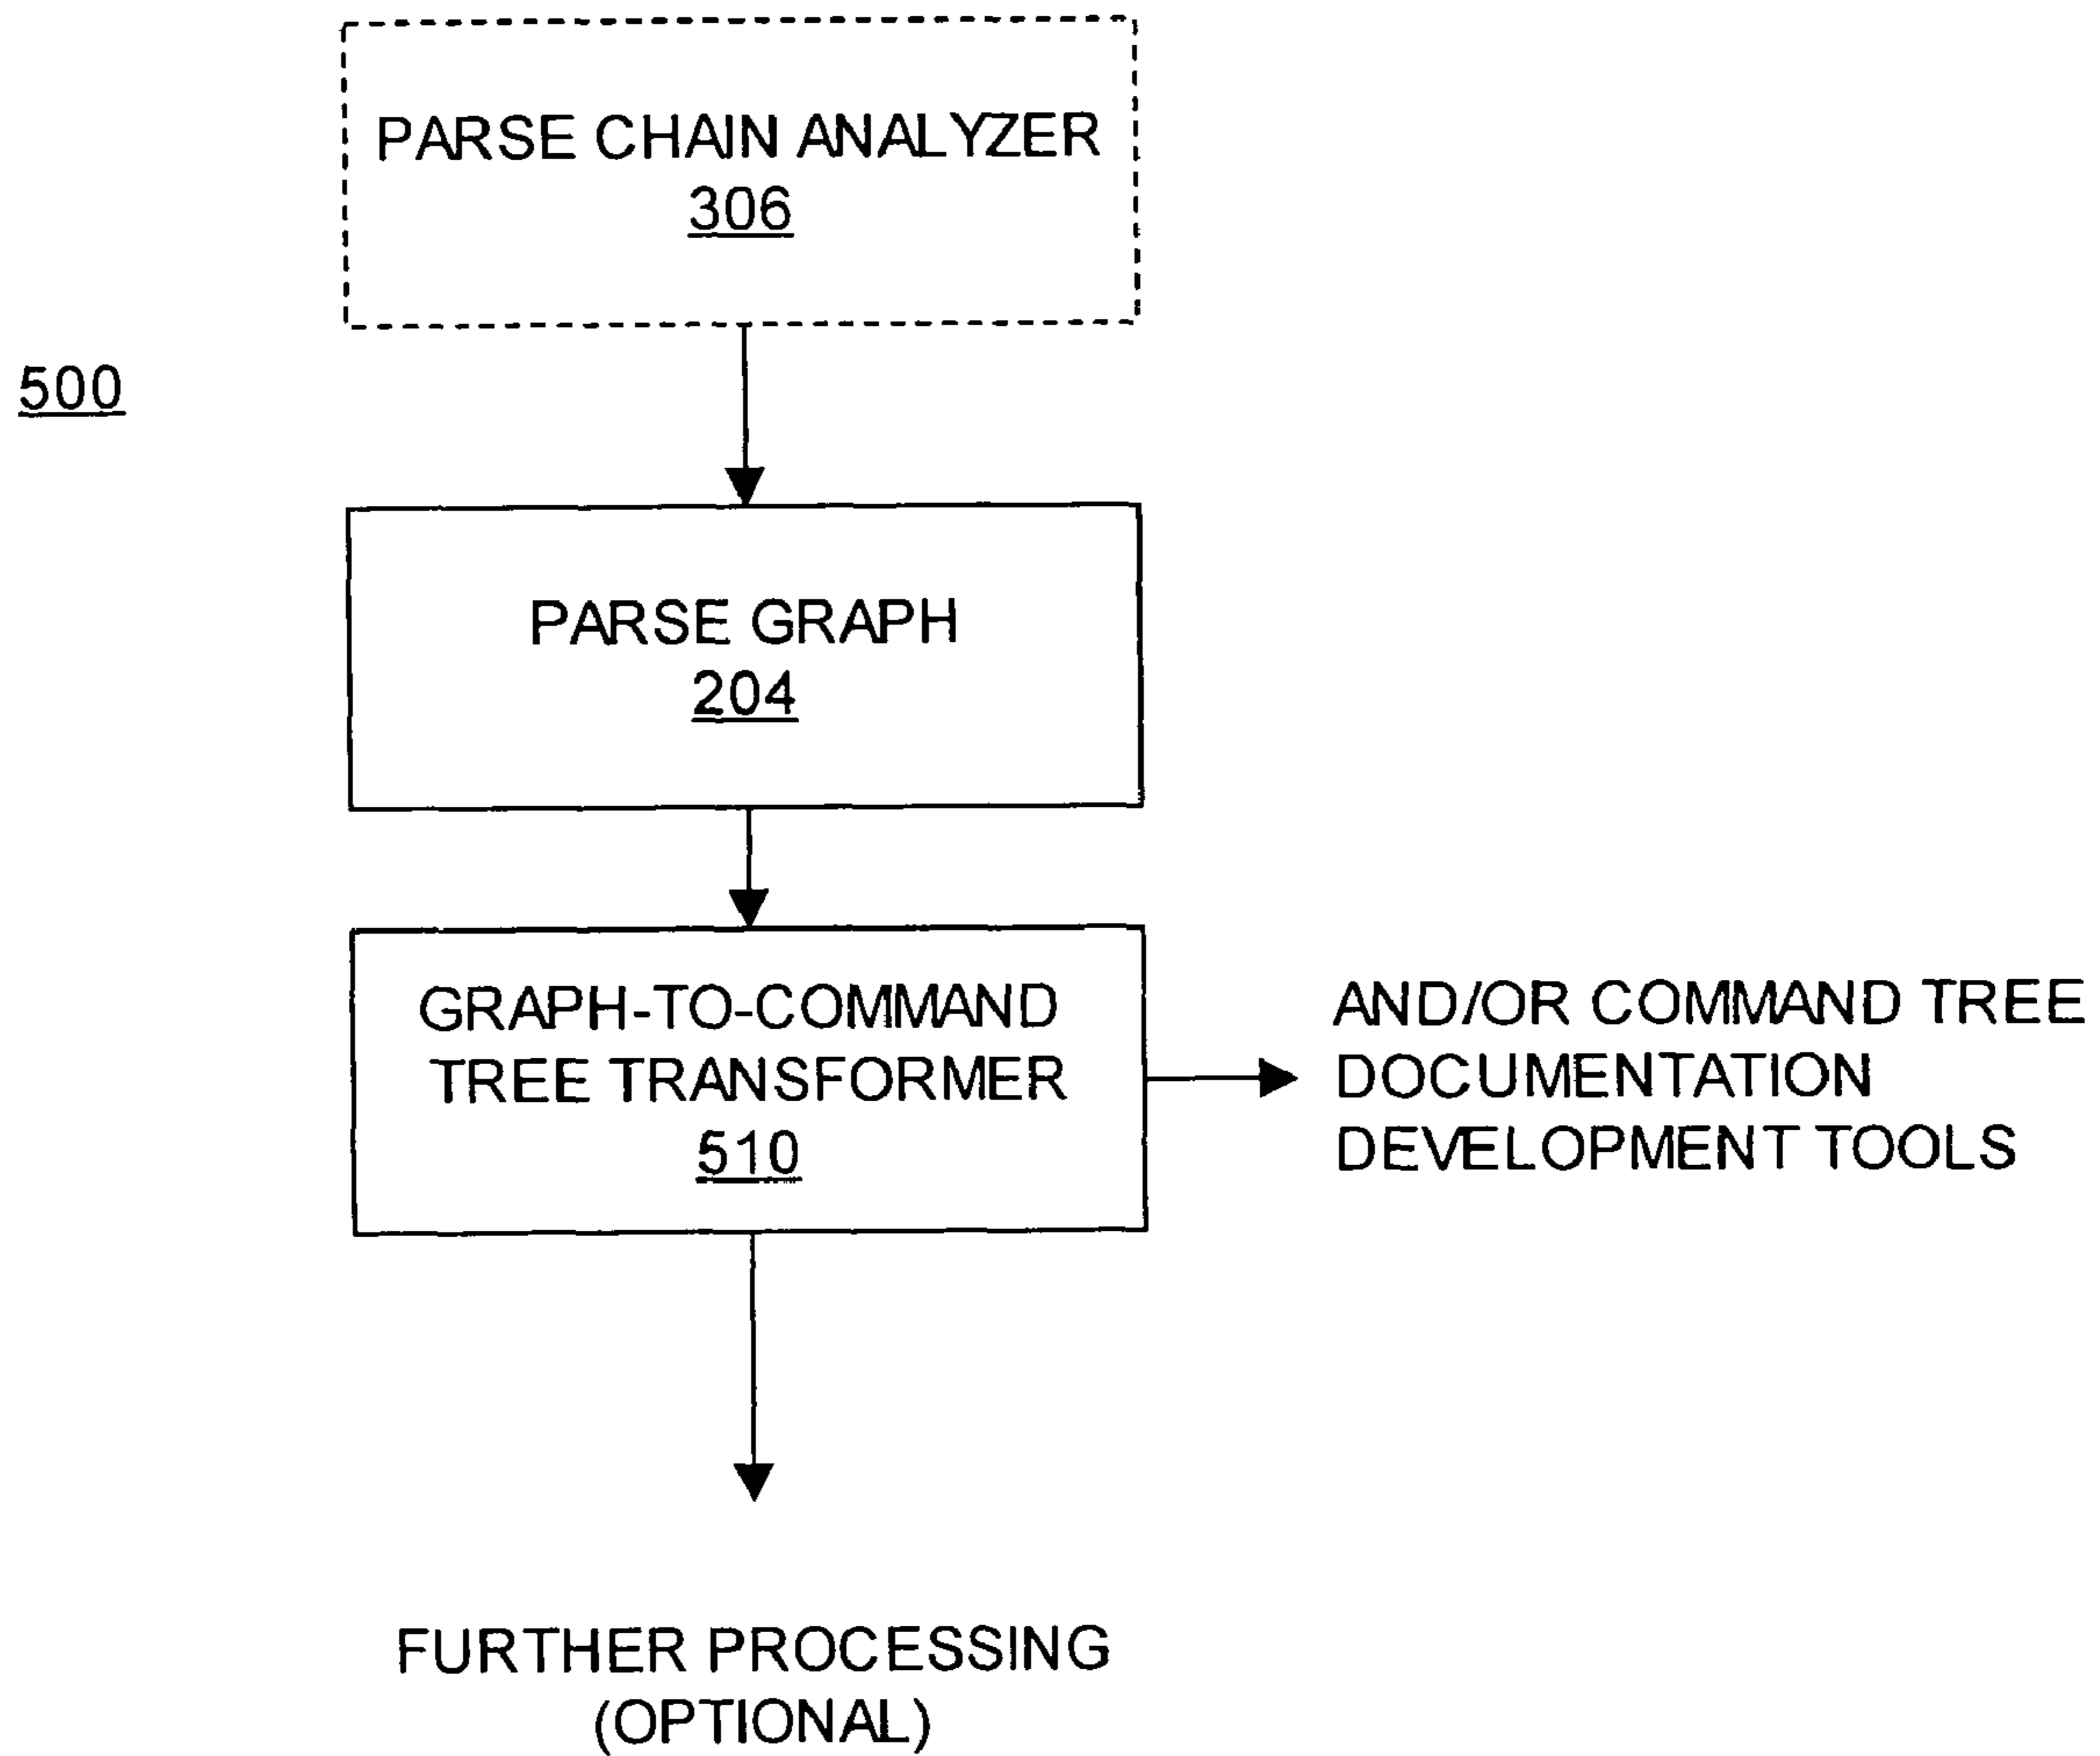 PARSE CHAIN ANALYZER
306
500
PARSE GRAPH
204
GRAPH-TO-COMMAND
TREE TRANSFORMER
510
AND/OR COMMAND TREE
DOCUMENTATION
DEVELOPMENT TOOLS
FURTHER PROCESSING
(OPTIONAL)